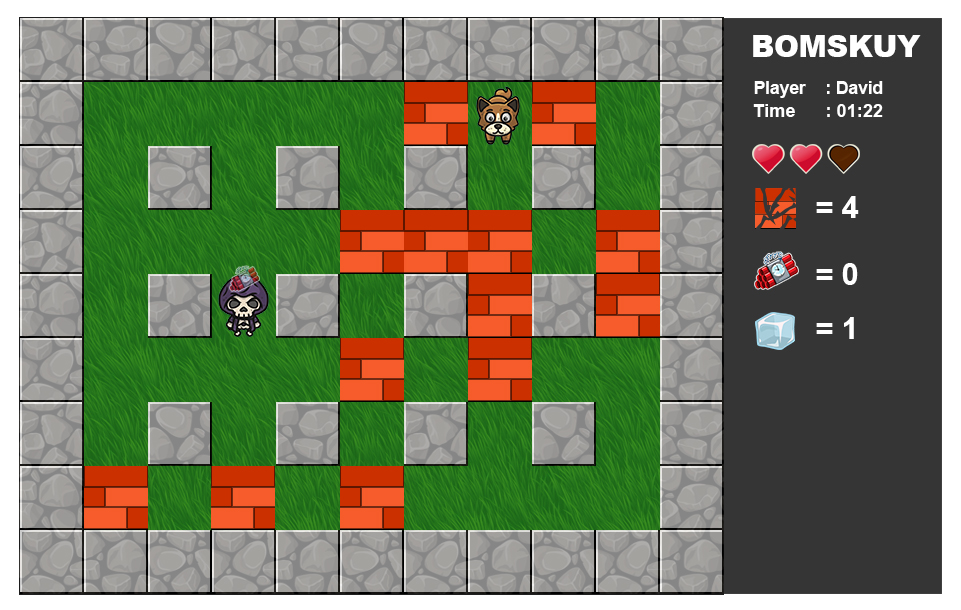 BOMSKUY
Player : David
Time : 01:22
= 4
= 0
= 1